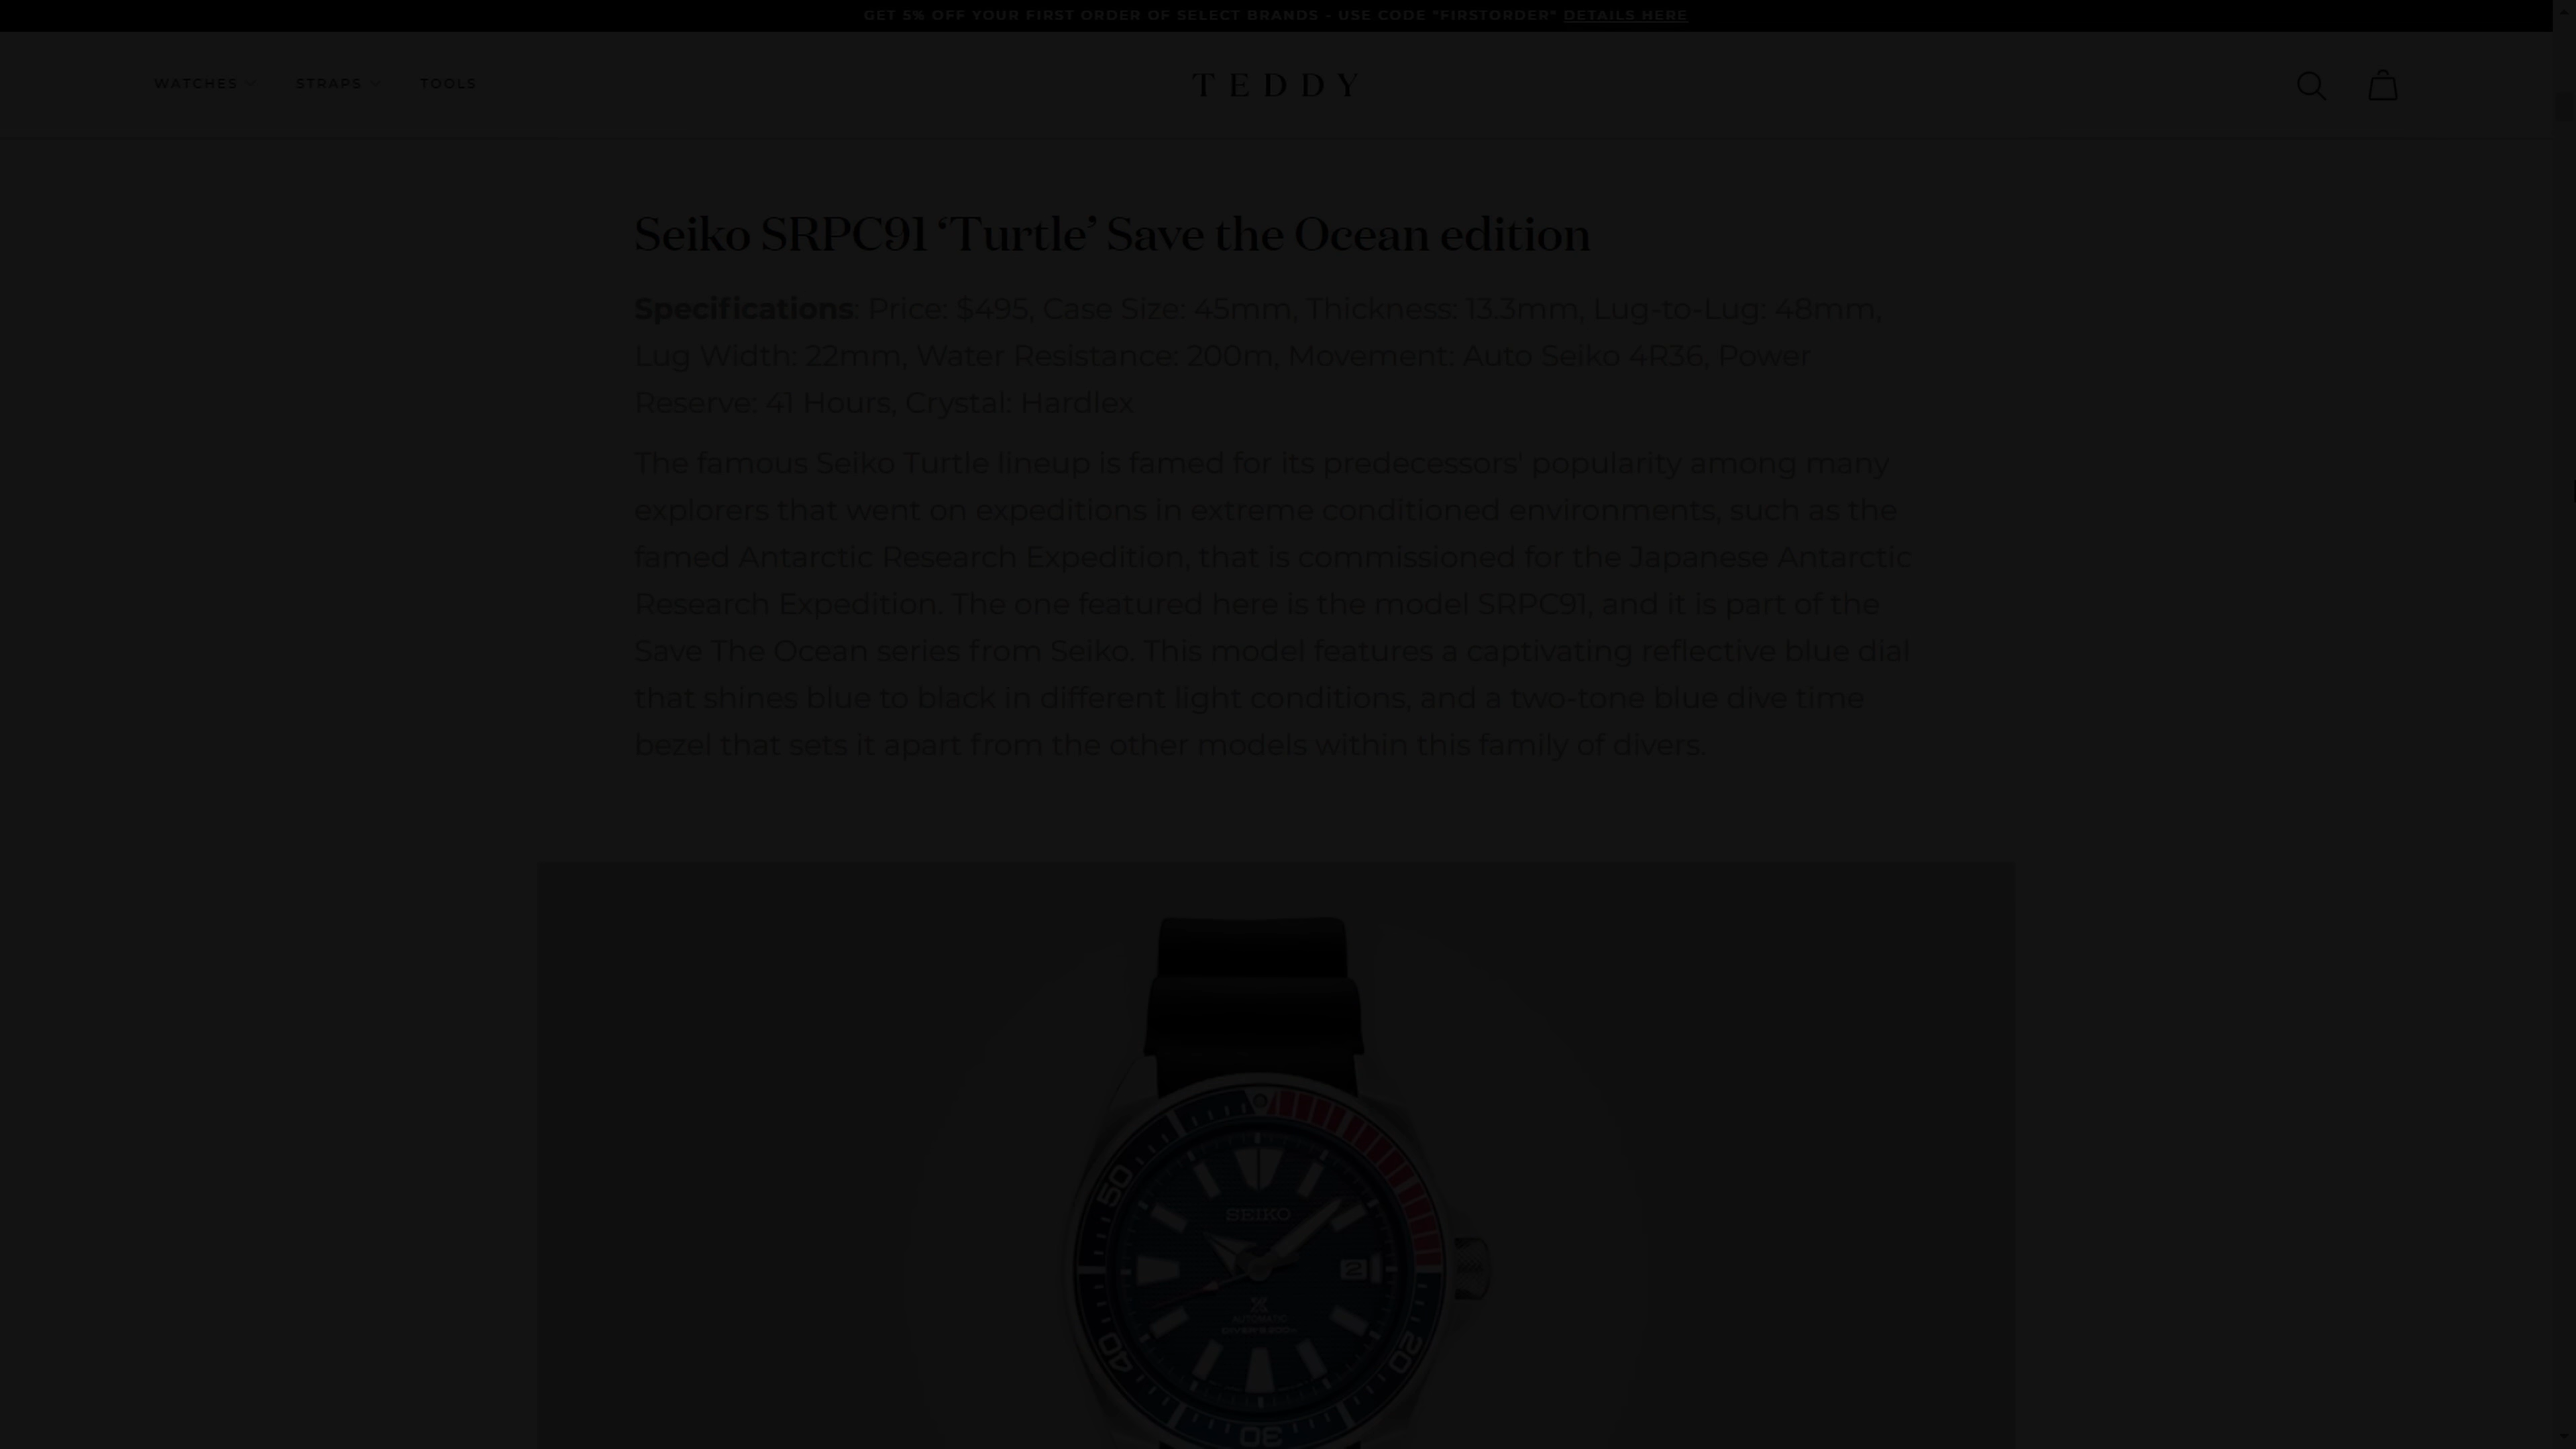 GET 5% OFF YOUR FIRST ORDER OF SELECT BRANDS - USE CODE "FIRSTORDER" DETAILS HERE
WATCHES STRAPS TOOLS
TEDDY
Seiko SRPC91 ‘Turtle’ Save the Ocean edition
Specifications: Price: $495, Case Size: 45mm, Thickness: 13.3mm, Lug-to-Lug: 48mm,
Lug Width: 22mm, Water Resistance: 200m, Movement: Auto Seiko 4R36, Power
Reserve: 41 Hours, Crystal: Hardlex
The famous Seiko Turtle lineup is famed for its predecessors' popularity among many
explorers that went on expeditions in extreme conditioned environments, such as the
famed Antarctic Research Expedition, that is commissioned for the Japanese Antarctic
Research Expedition. The one featured here is the model SRPC91, and it is part of the
Save The Ocean series from Seiko. This model features a captivating reflective blue dial
that shines blue to black in different light conditions, and a two-tone blue dive time
bezel that sets it apart from the other models within this family of divers.
50
SEIKO
2
AUTOMATIC
DIVER'S 200m
40
20
30